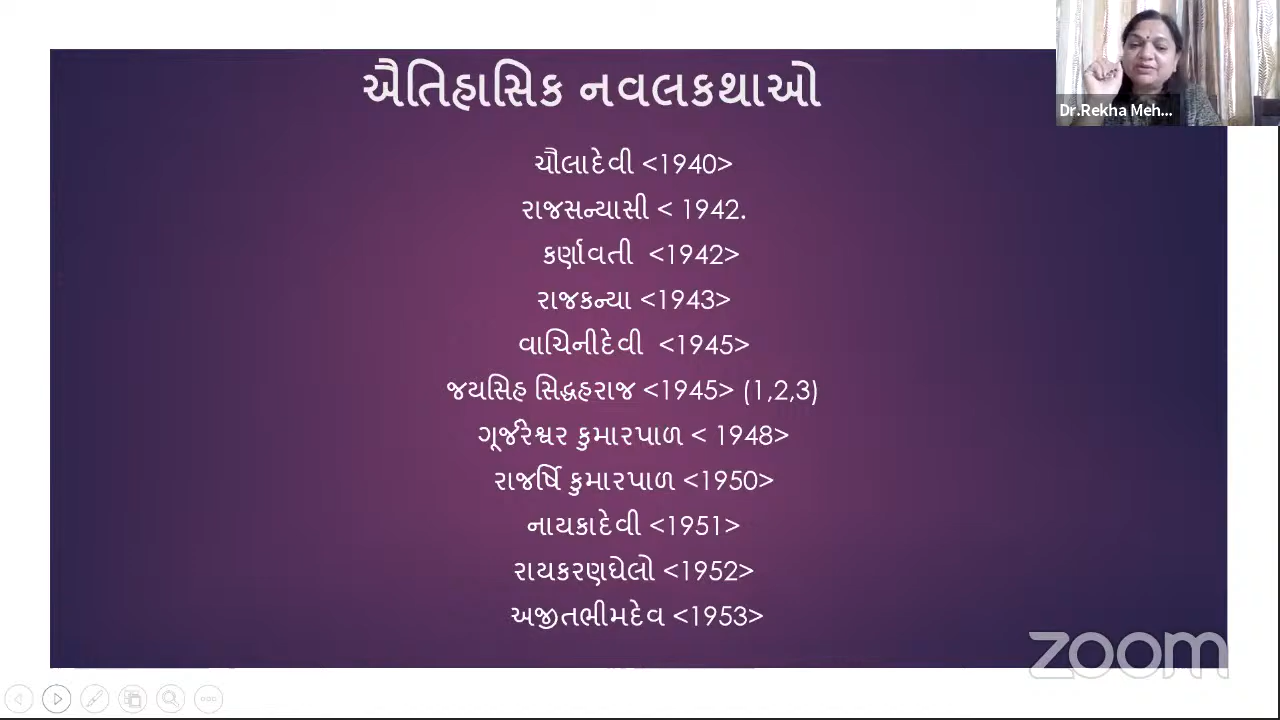 ઐતિહાસિક નવલકથાઓ
Dr.Rekha Meh...
ચૌલાદેવી <1940>
રાજસન્યાસી < 1942.
કર્ણાવતી <1942>
રાજકન્યા <1943>
વાચિનીદેવી <1945>
જયસિહ સિદ્ધહરાજ <1945> (1,2,3)
ગૂર્જરેશ્વર કુમારપાળ < 1948>
રાજર્ષિ કુમારપાળ <1950>
નાયકાદેવી <1951>
રાયકરણઘેલો <1952>
અજીતભીમદેવ <1953>
zoom